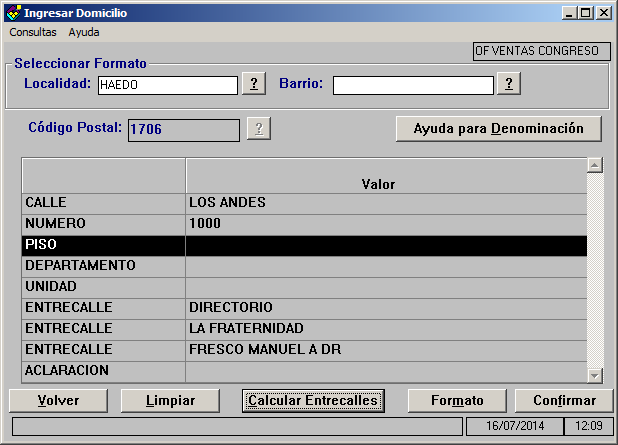 Ingresar Domicilio
Consultas Ayuda
OF VENTAS CONGRESO
Seleccionar Formato
Localidad: HAEDO ? Barrio: ?
Código Postal: 1706 ? Ayuda para Denominación
Valor
CALLE LOS ANDES
NUMERO 1000
PISO
DEPARTAMENTO
UNIDAD
ENTRECALLE DIRECTORIO
ENTRECALLE LA FRATERNIDAD
ENTRECALLE FRESCO MANUEL A DR
ACLARACION
Volver Limpiar Calcular Entrecalles Formato Confirmar
16/07/2014 12:09